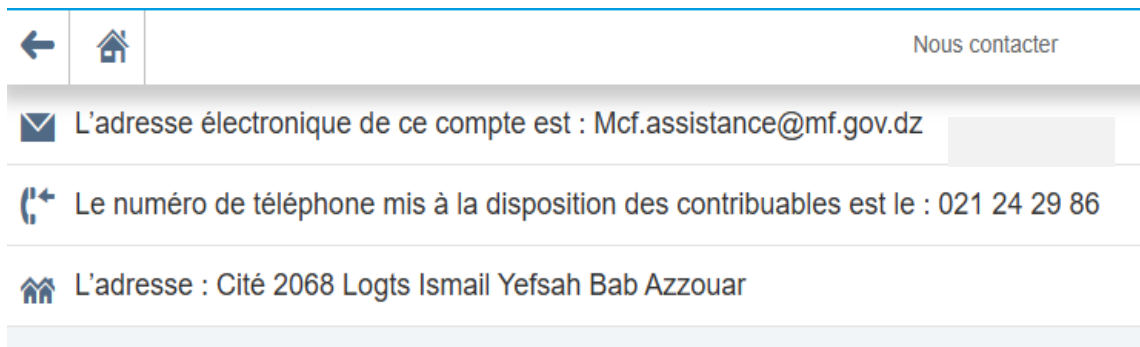 Nous contacter
L'adresse électronique de ce compte est : Mcf.assistance@mf.gov.dz
Le numéro de téléphone mis à la disposition des contribuables est le : 021 24 29 86
L'adresse : Cité 2068 Logts Ismail Yefsah Bab Azzouar